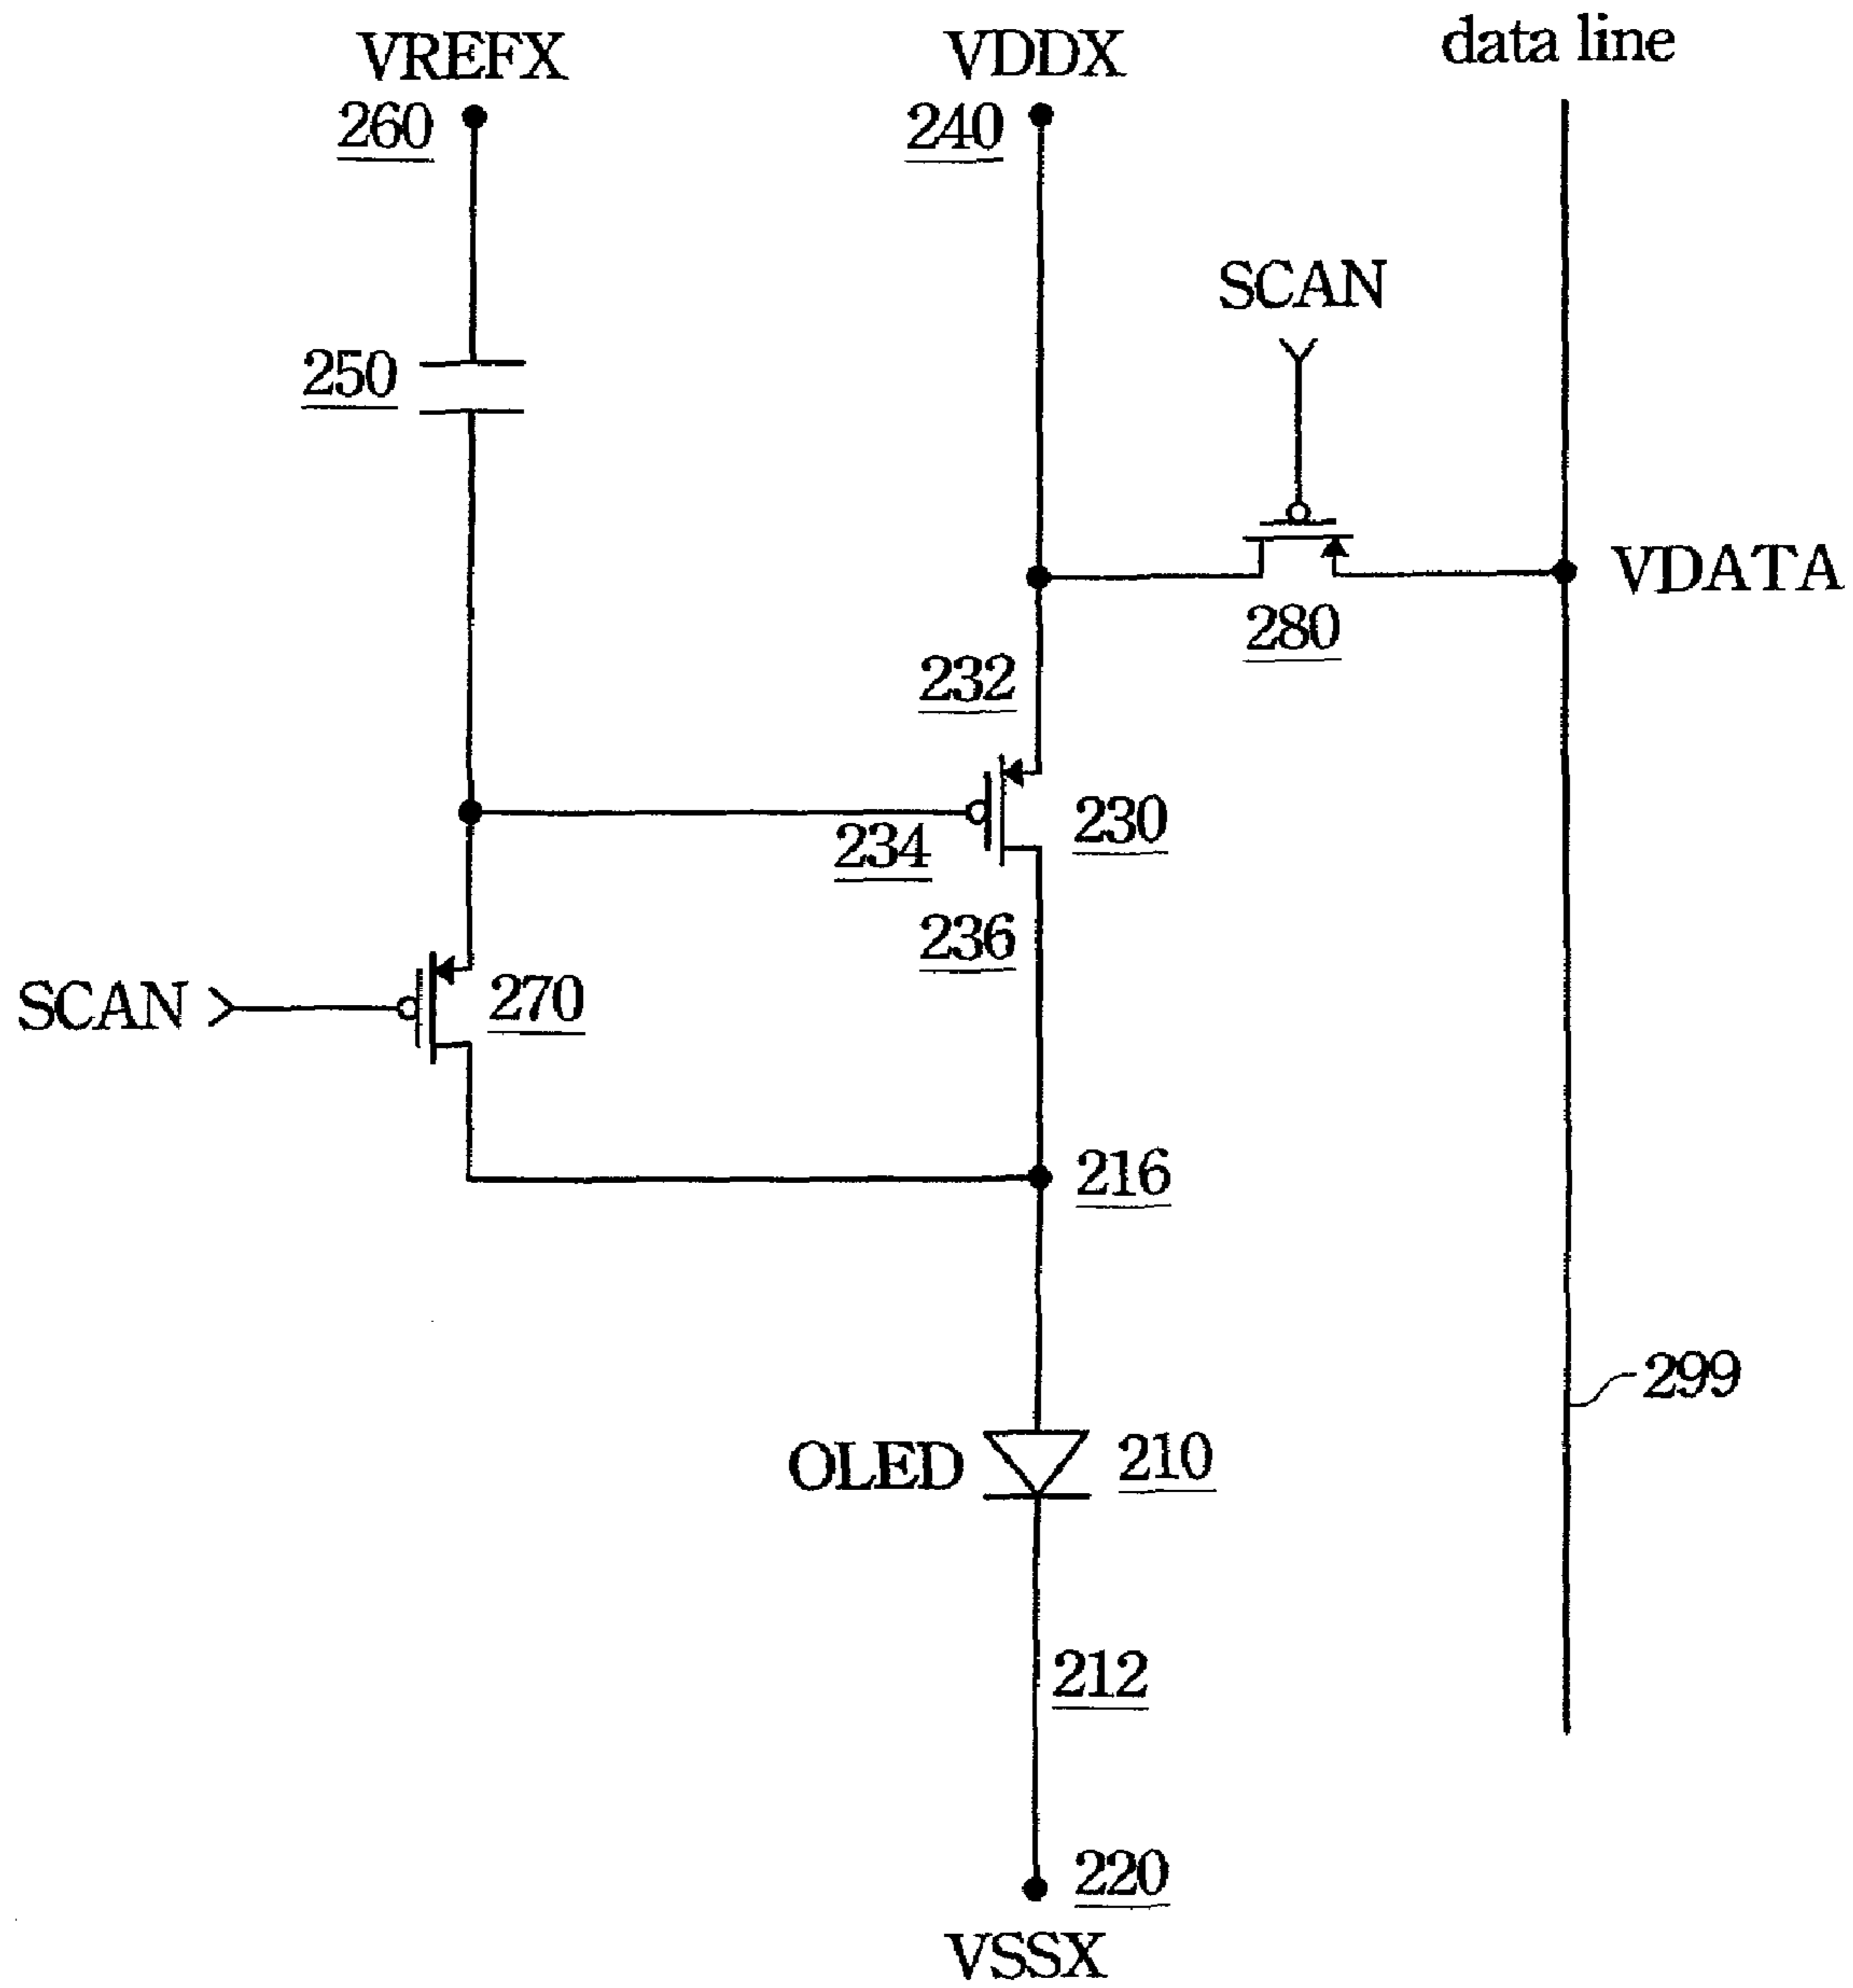 VREFX
260
VDDX
240
data line
SCAN
250
VDATA
280
232
234
230
236
SCAN
270
216
299
OLED
210
212
220
VSSX